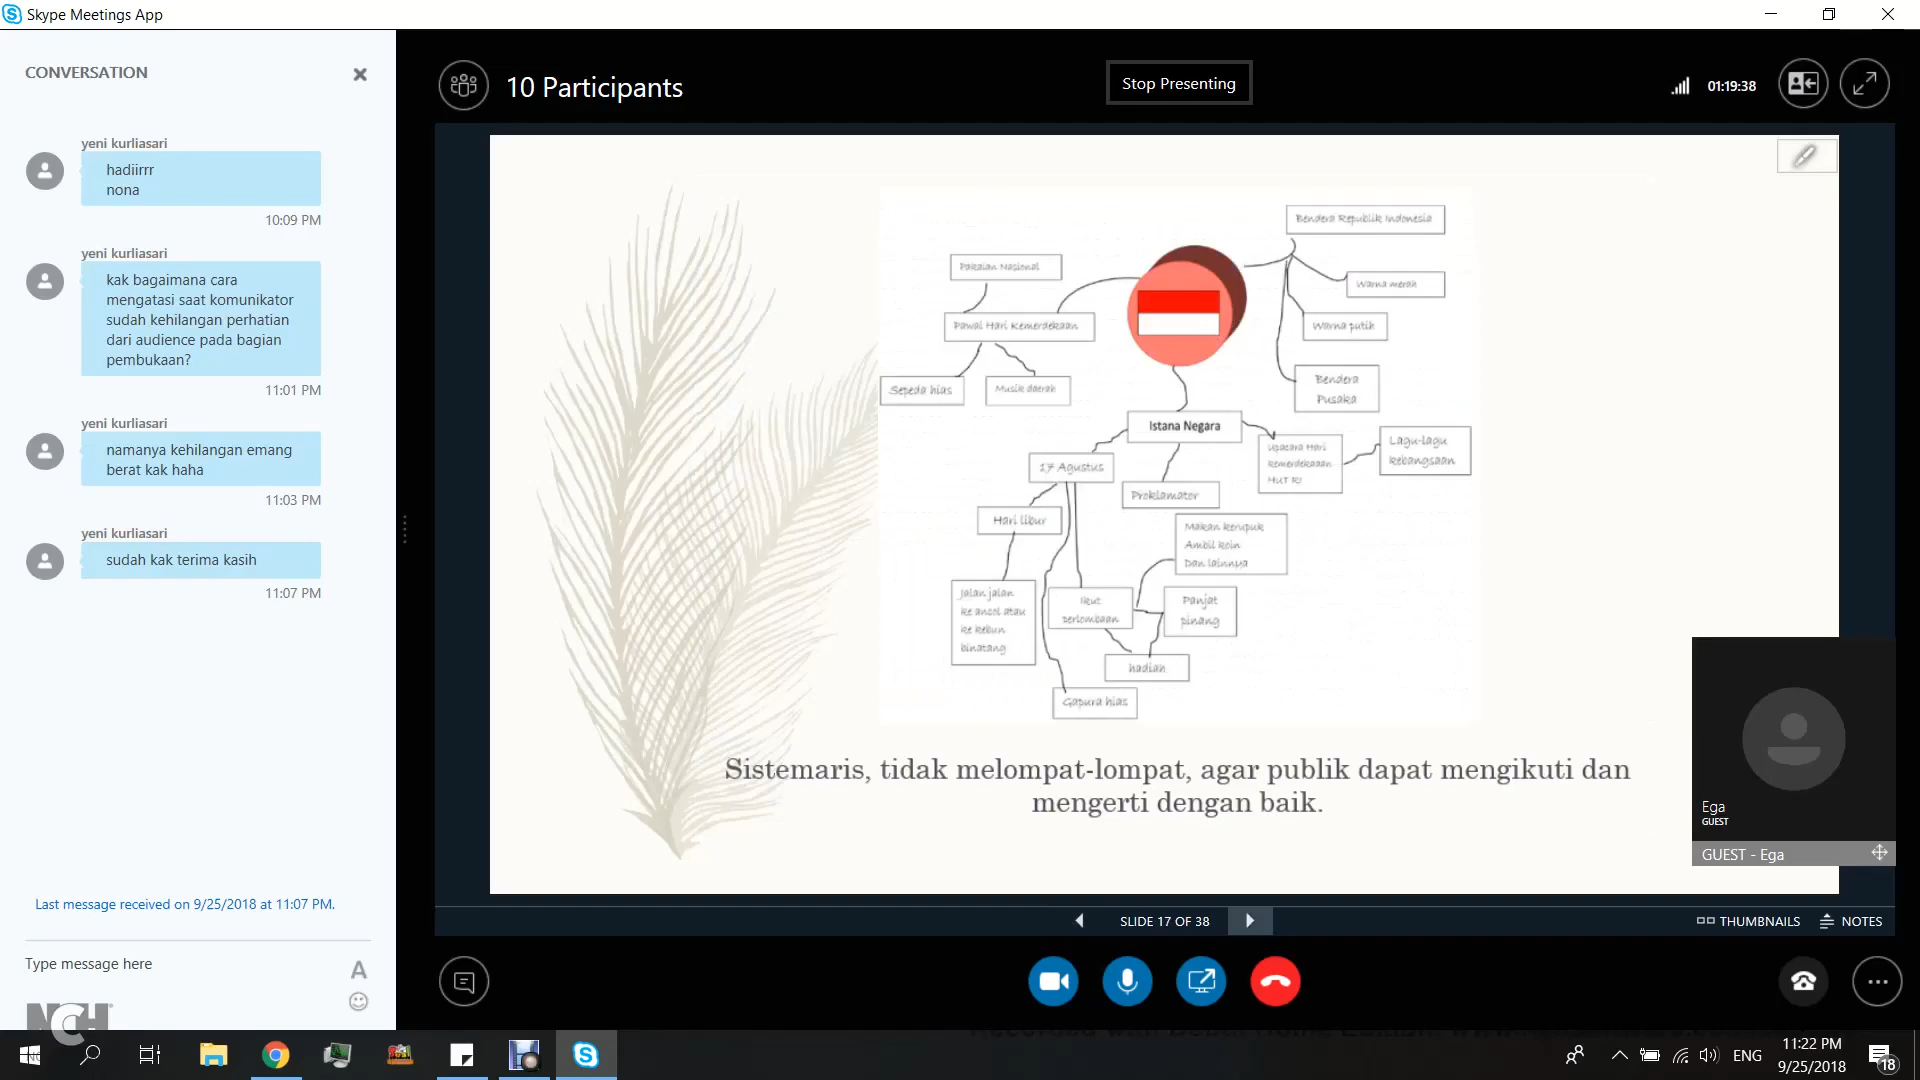 Skype Meetings App
CONVERSATION
yeni kurliasari
hadiirrr
nona
10:09 PM
yeni kurliasari
kak bagaimana cara
mengatasi saat komunikator
sudah kehilangan perhatian
dari audience pada bagian
pembukaan?
11:01 PM
yeni kurliasari
namanya kehilangan emang
berat kak haha
11:03 PM
yeni kurliasari
sudah kak terima kasih
11:07 PM
Last message received on 9/25/2018 at 11:07 PM.
Type message here
A
NCH
10 Participants
Stop Presenting
01:19:38
Bendera Republik Indonesia
Pakaian Nasional
Warna merah
Pawai Hari Kemerdekaan
Warna putih
Sepeda hias
Musik daerah
Bendera
Pusaka
Istana Negara
17 Agustus
Upacara Hari
Kemerdekaaan
HUT RI
Lagu-lagu
kebangsaan
Proklamator
Hari libur
Makan kerupuk
Ambil koin
Dan lainnya
Jalan jalan
ke ancol atau
ke kebun
binatang
Ikut
perlombaan
Panjat
pinang
hadiah
Gapura hias
Sistemaris, tidak melompat-lompat, agar publik dapat mengikuti dan
mengerti dengan baik.
Ega
GUEST
GUEST - Ega
SLIDE 17 OF 38
THUMBNAILS
NOTES
ENG
11:22 PM
9/25/2018
18